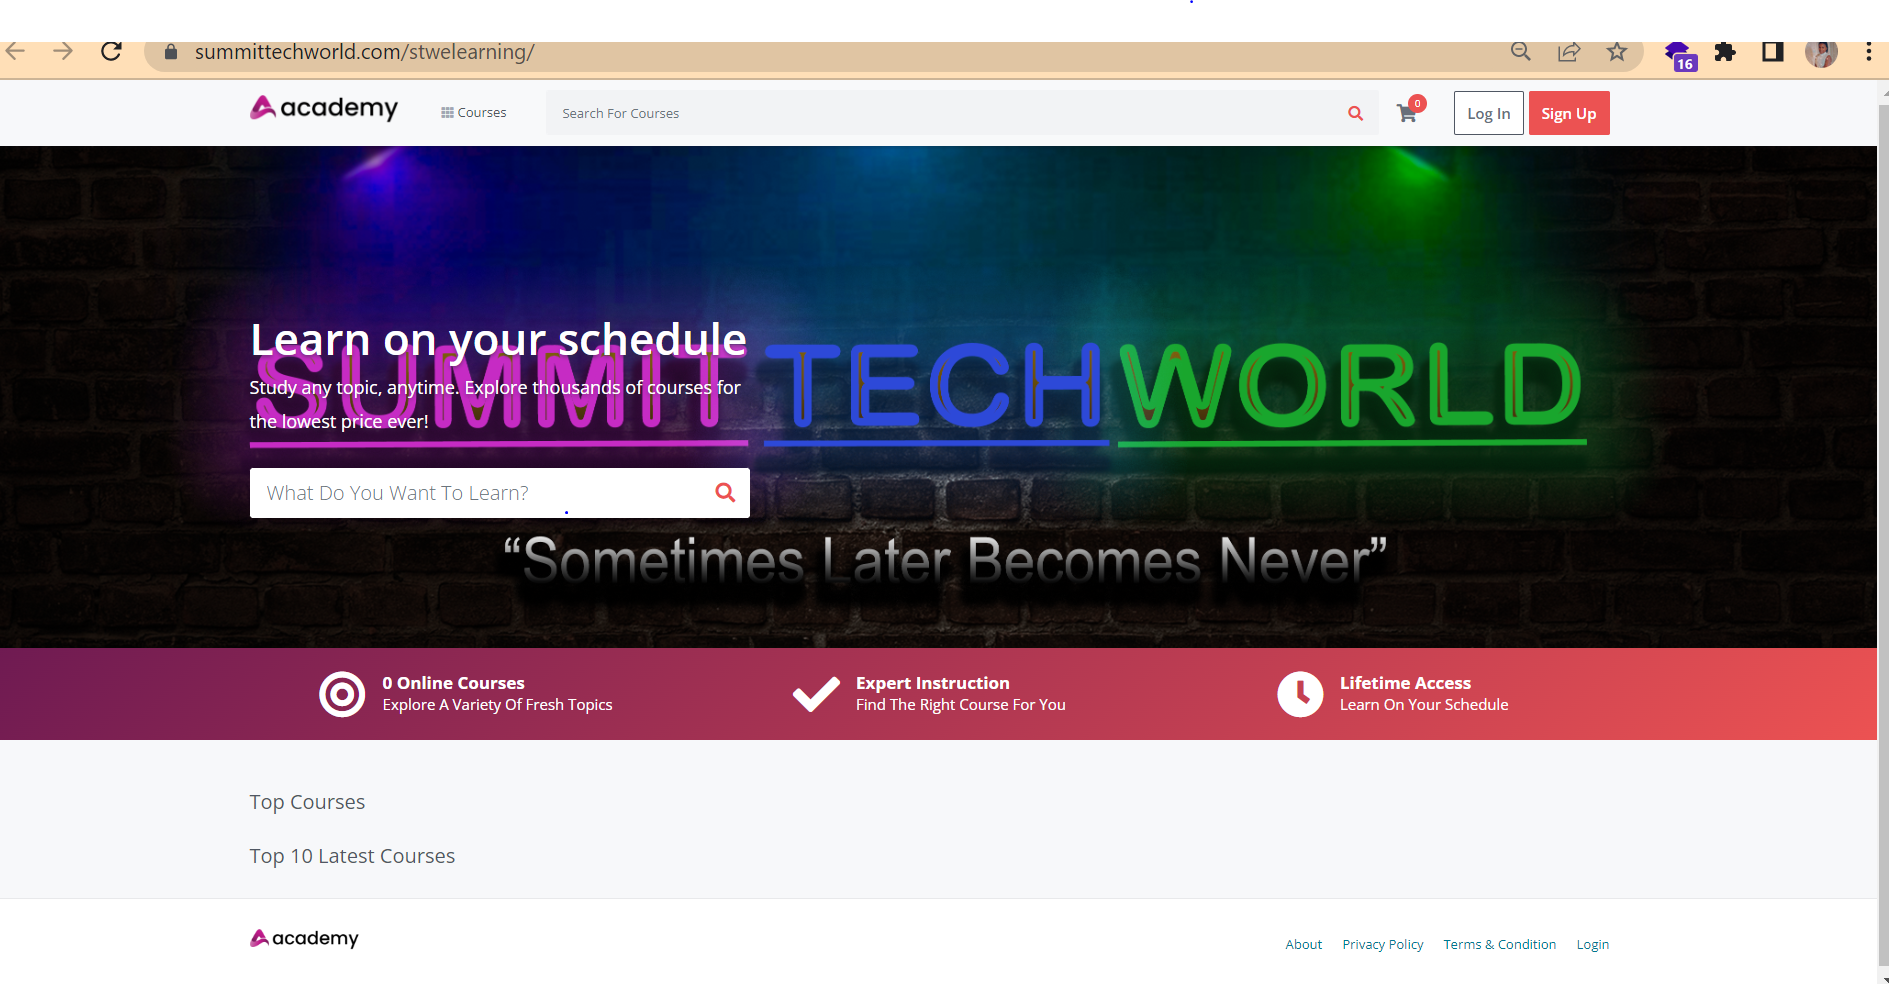 summittechworld.com/stwelearning/
16
academy
Courses
Search For Courses
0
Log In
Sign Up
Learn on your schedule
SUMMIT TECH WORLD
Study any topic, anytime. Explore thousands of courses for
the lowest price ever!
What Do You Want To Learn?
“Sometimes Later Becomes Never”
0 Online Courses
Explore A Variety Of Fresh Topics
Expert Instruction
Find The Right Course For You
Lifetime Access
Learn On Your Schedule
Top Courses
Top 10 Latest Courses
academy
About
Privacy Policy
Terms & Condition
Login